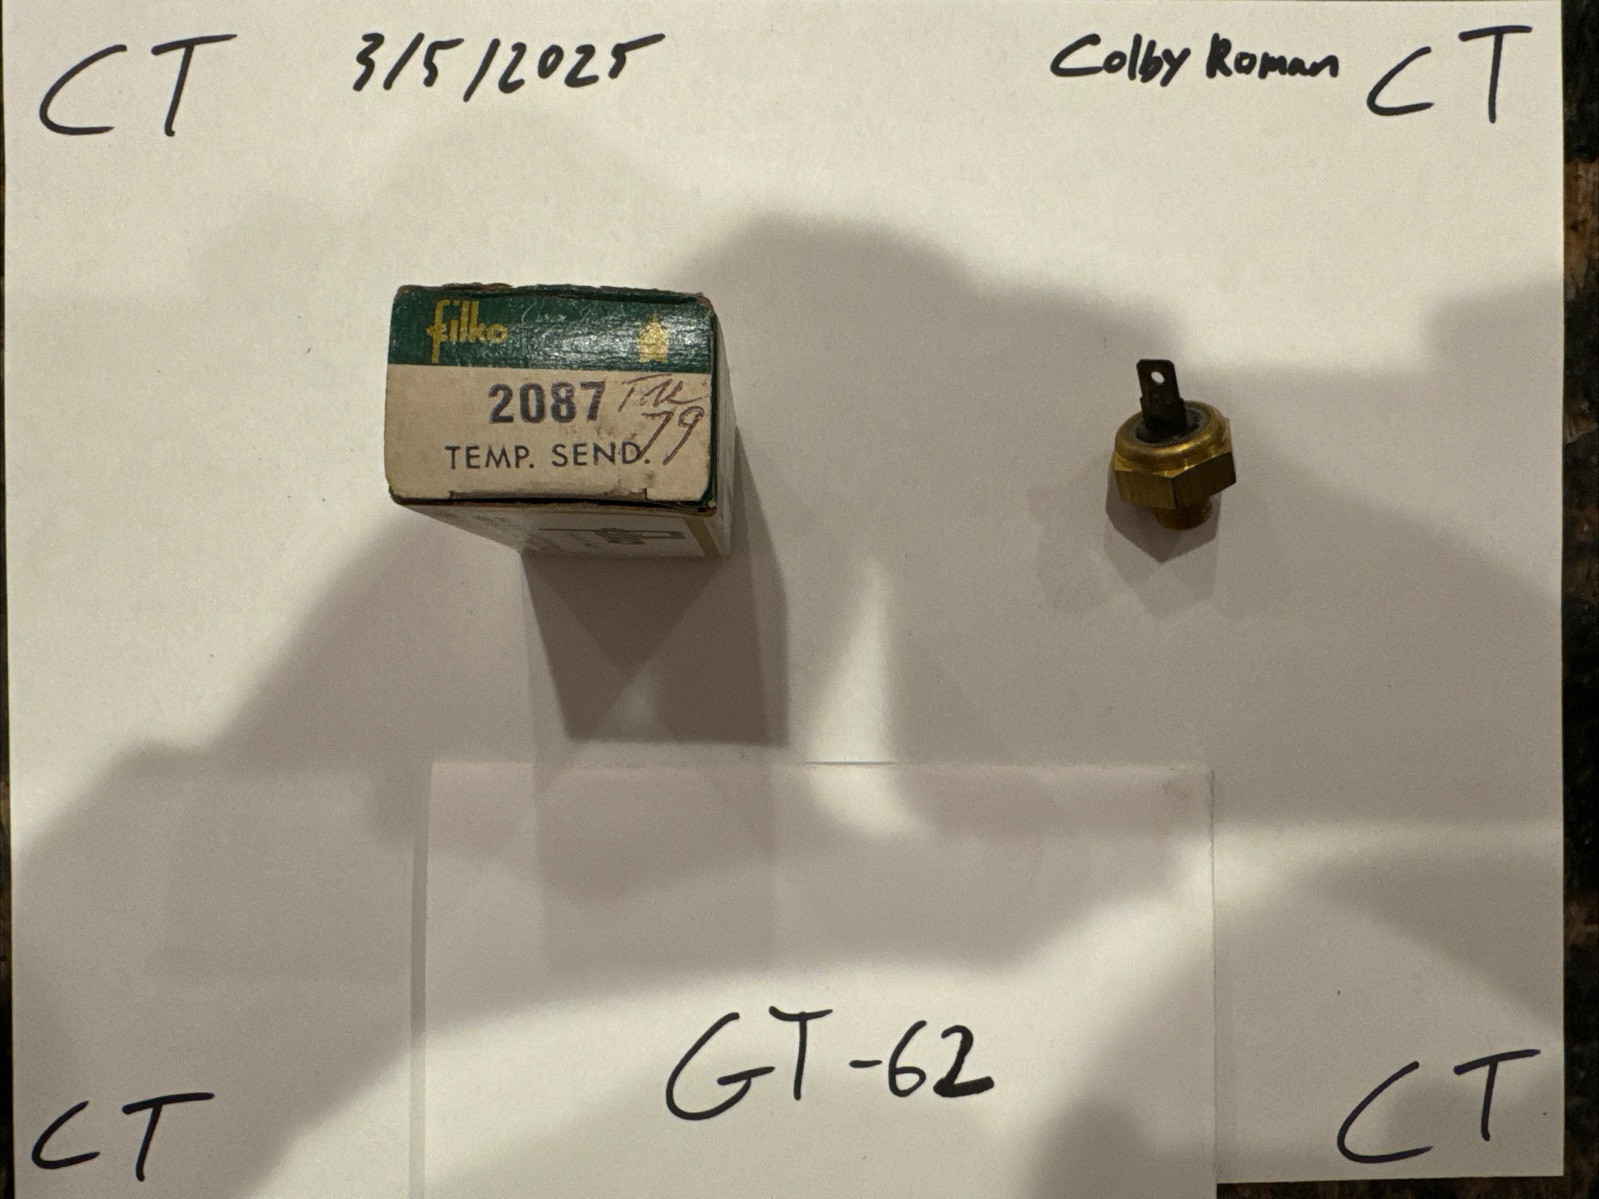 CT 3/5/2025 Colby Roman CT
filko
2087
79
TEMP. SEND.
GT-62
CT CT